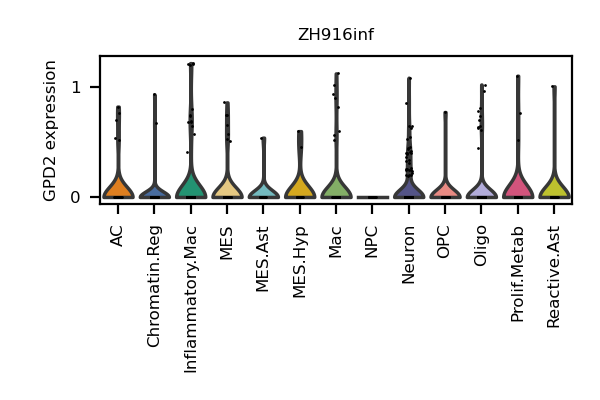 ZH916inf
GPD2 expression
1
0
AC
Chromatin.Reg
Inflammatory.Mac
MES
MES.Ast
MES.Hyp
Mac
NPC
Neuron
OPC
Oligo
Prolif.Metab
Reactive.Ast